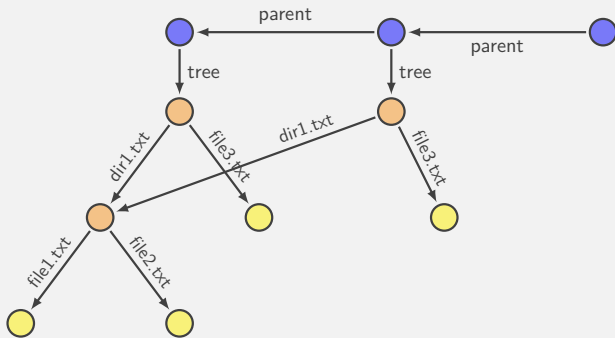 parent
parent
tree
tree
dir1.txt
file3.txt
dir1.txt
file3.txt
file1.txt
file2.txt